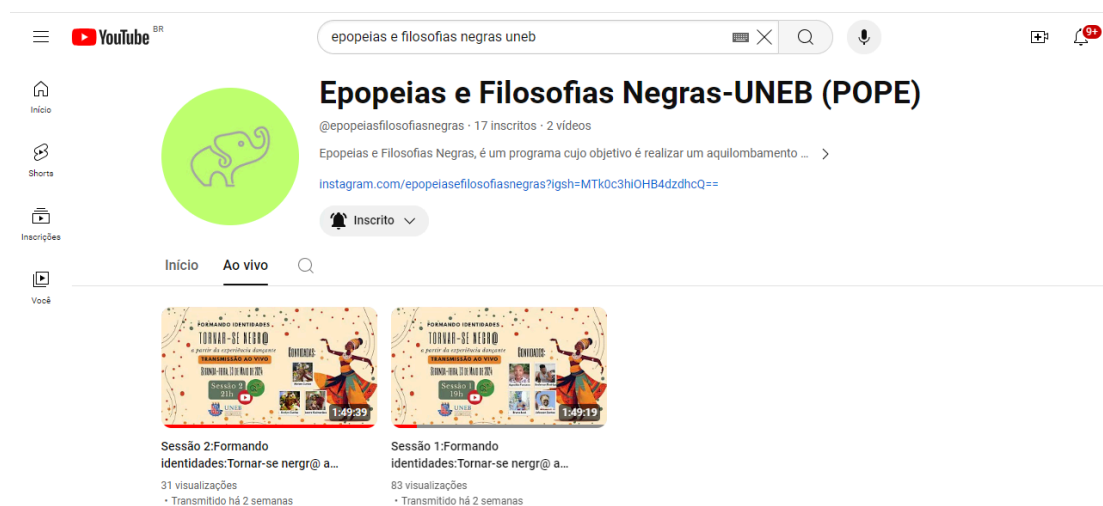 YouTube BR
epopeias e filosofias negras uneb
9+
Início
Shorts
Inscrições
Você
Epopeias e Filosofias Negras-UNEB (POPE)
@epopeiasfilosofiasnegras · 17 inscritos · 2 vídeos
Epopeias e Filosofias Negras, é um programa cujo objetivo é realizar um aquilombamento ...
instagram.com/epopeiasefilosofiasnegras?igsh=MTk0c3hiOHB4dzdhcQ==
Inscrito
Início Ao vivo
FORMANDO IDENTIDADES
TORNAR-SE NEGR@
a partir da experiência dançante
TRANSMISSÃO AO VIVO
CONVIDADES:
Sessão 2
21h
UNEB
1:49:39
Sessão 2:Formando
identidades:Tornar-se nergr@ a...
31 visualizações
• Transmitido há 2 semanas
FORMANDO IDENTIDADES
TORNAR-SE NEGR@
a partir da experiência dançante
TRANSMISSÃO AO VIVO
CONVIDADES:
Sessão 1
19h
UNEB
1:49:19
Sessão 1:Formando
identidades:Tornar-se nergr@ a...
83 visualizações
• Transmitido há 2 semanas